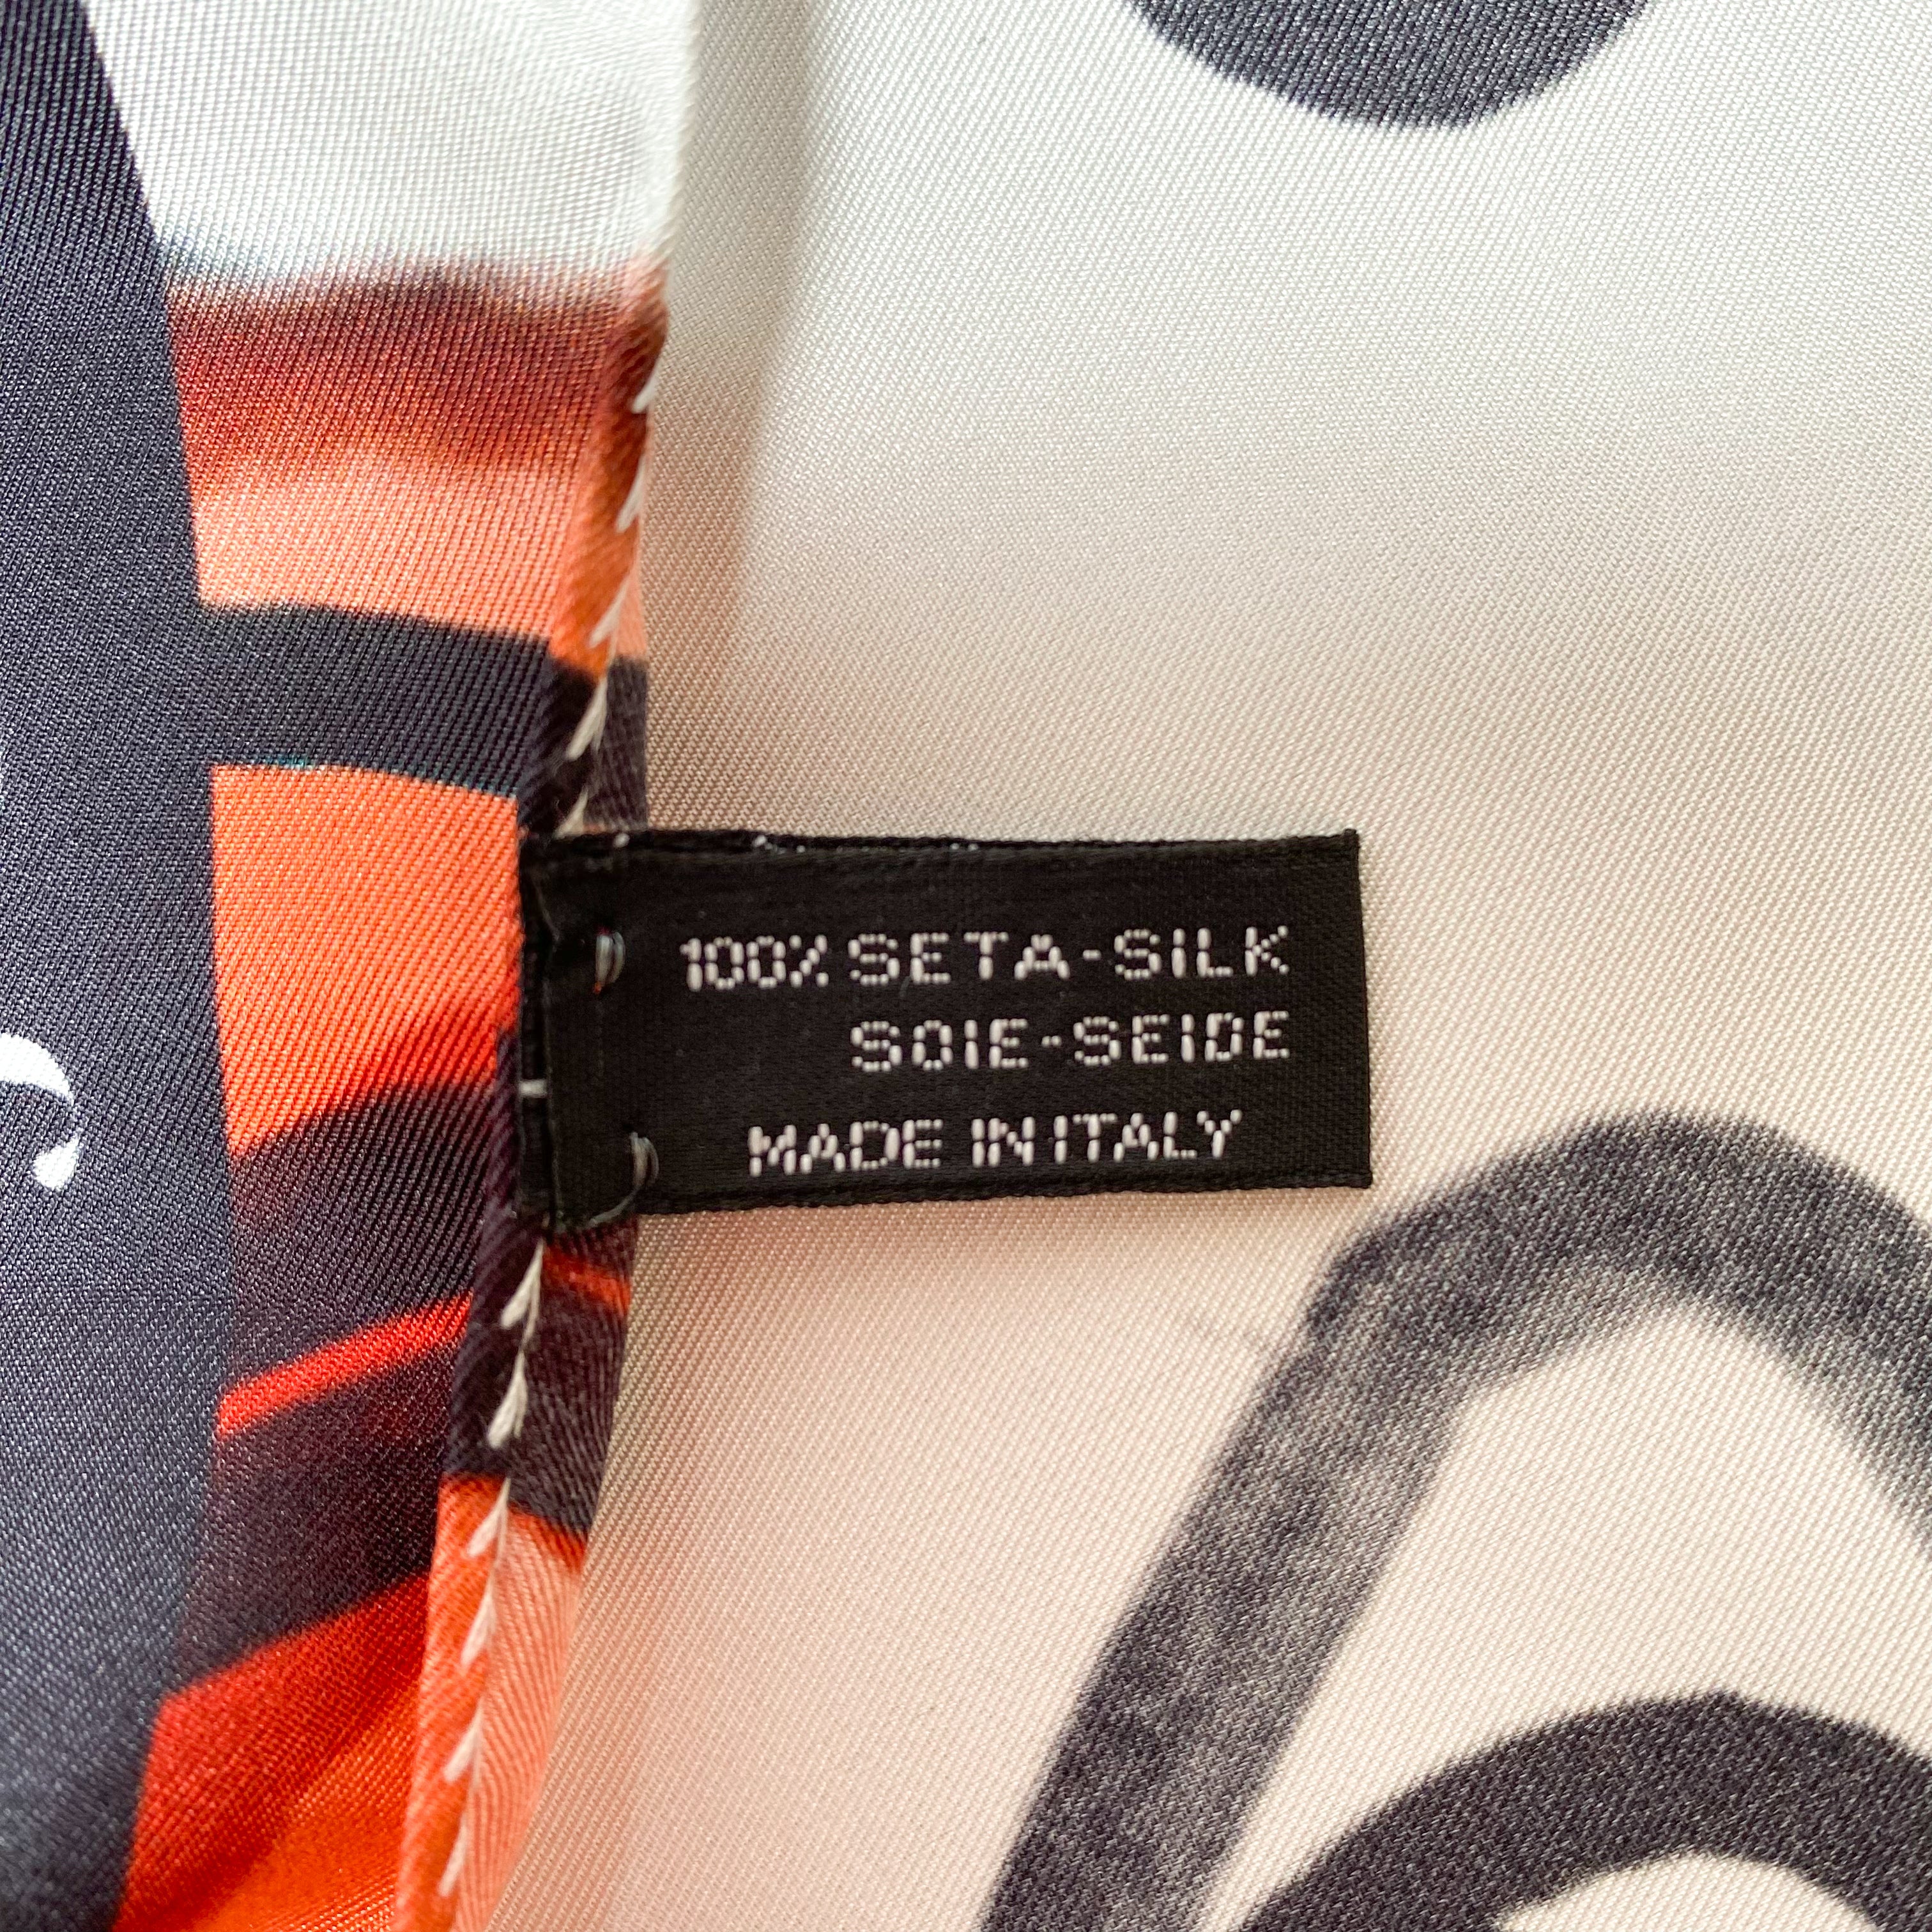 100% SETA-SILK
SOIE-SEIDE
MADE IN ITALY